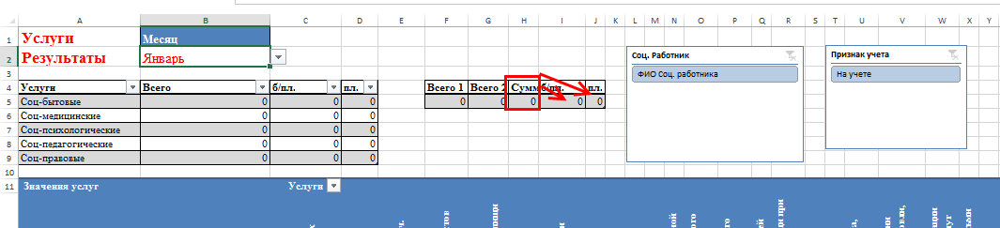 A B C D E F G H I J K L M N O P Q R S T U V W X Y
1 Услуги Месяц
2 Результаты Январь
3
4 Услуги Всего б/пл. пл. Всего 1 Всего 2 Сумм б/пл. пл.
5 Соц-бытовые 0 0 0 0 0 0 0 0
6 Соц-медицинские 0 0 0
7 Соц-психологические 0 0 0
8 Соц-педагогические 0 0 0
9 Соц-правовые 0 0 0
10
11 Значения услуг Услуги
Соц. Работник
ФИО Соц. работника
Признак учета
На учете